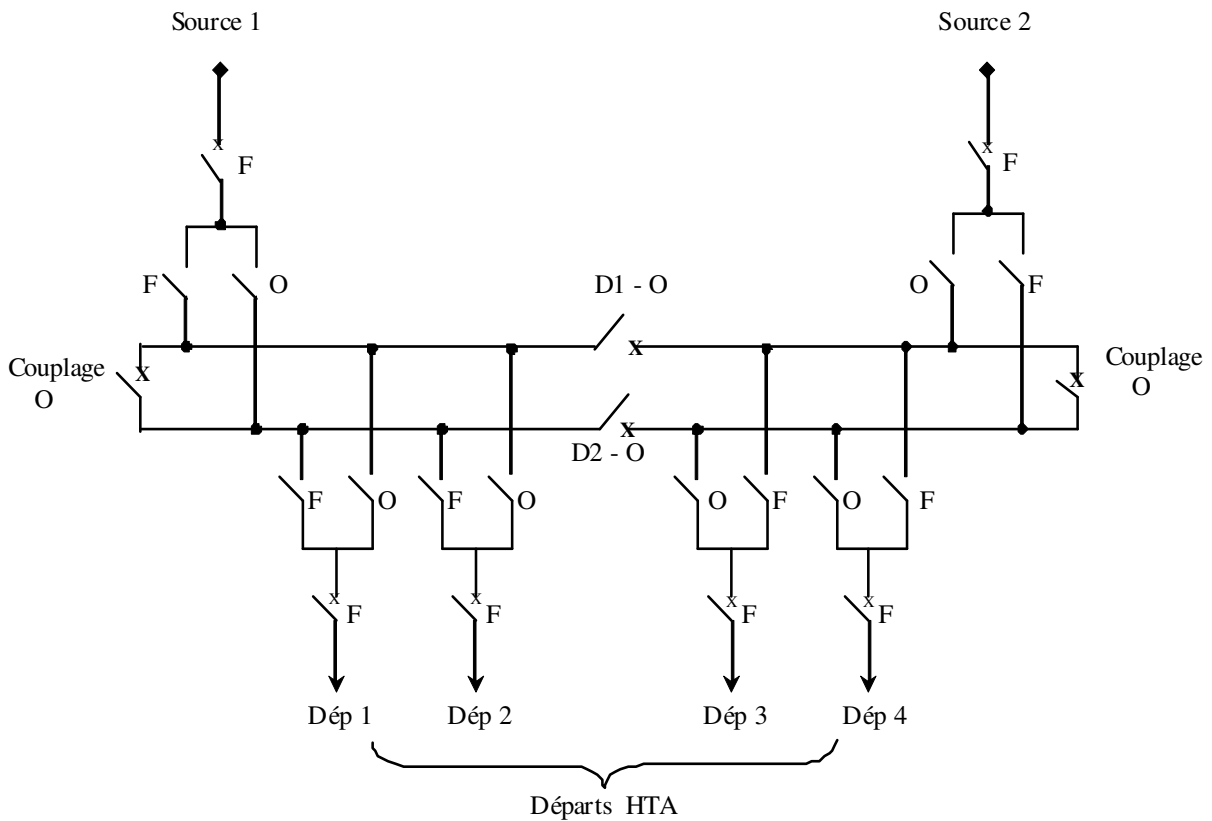 Source 1
Source 2
x
F
x
F
F
O
O
F
D1 - O
Couplage
O
x
x
x
Couplage
O
x
D2 - O
F
O
F
O
O
F
O
F
x
F
x
F
x
F
x
F
Dép 1
Dép 2
Dép 3
Dép 4
Départs HTA